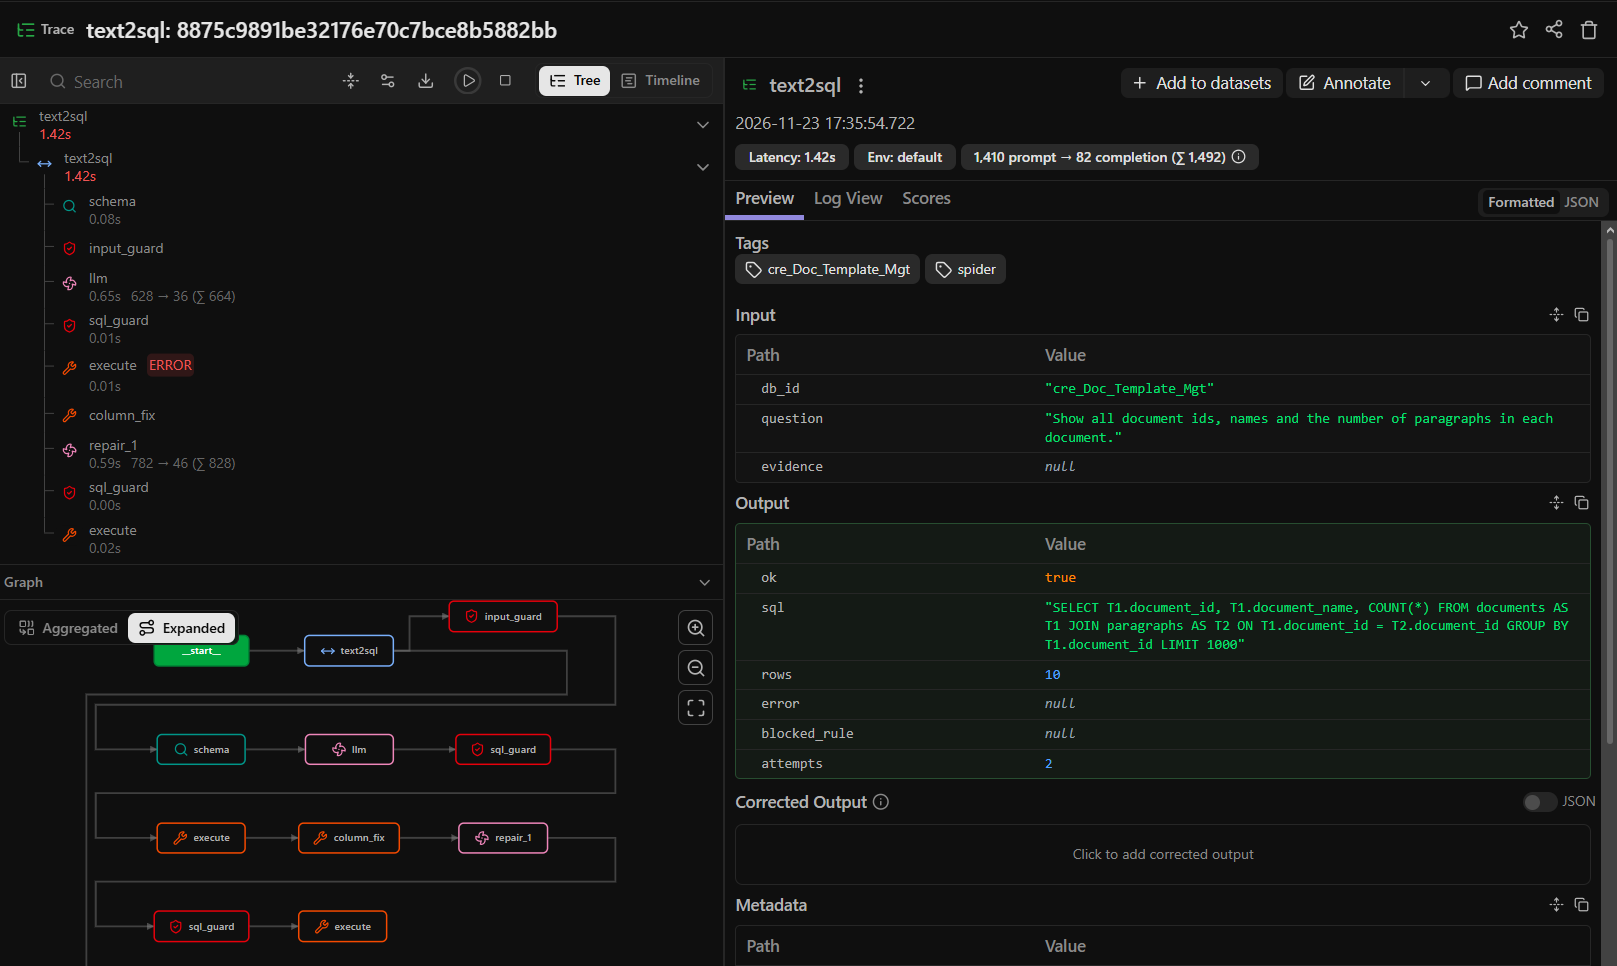 Trace text2sql: 8875c9891be32176e70c7bce8b5882bb
Search
Tree
Timeline
text2sql
1.42s
text2sql
1.42s
schema
0.08s
input_guard
llm
0.65s 628 → 36 (∑ 664)
sql_guard
0.01s
execute ERROR
0.01s
column_fix
repair_1
0.59s 782 → 46 (∑ 828)
sql_guard
0.00s
execute
0.02s
Graph
Aggregated
Expanded
__start__
text2sql
input_guard
schema
llm
sql_guard
execute
column_fix
repair_1
sql_guard
execute
text2sql
Add to datasets
Annotate
Add comment
2026-11-23 17:35:54.722
Latency: 1.42s
Env: default
1,410 prompt → 82 completion (∑ 1,492)
Preview
Log View
Scores
Formatted
JSON
Tags
cre_Doc_Template_Mgt
spider
Input
Path Value
db_id "cre_Doc_Template_Mgt"
question "Show all document ids, names and the number of paragraphs in each
document."
evidence null
Output
Path Value
ok true
sql "SELECT T1.document_id, T1.document_name, COUNT(*) FROM documents AS
T1 JOIN paragraphs AS T2 ON T1.document_id = T2.document_id GROUP BY
T1.document_id LIMIT 1000"
rows 10
error null
blocked_rule null
attempts 2
Corrected Output
JSON
Click to add corrected output
Metadata
Path Value